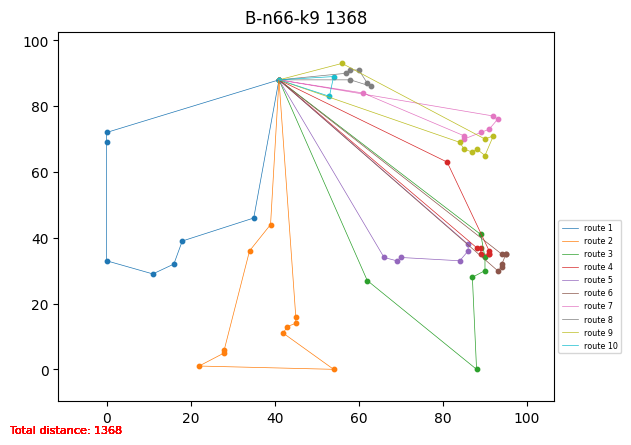 B-n66-k9 1368
100
80
60
40
20
0
0 20 40 60 80 100
route 1
route 2
route 3
route 4
route 5
route 6
route 7
route 8
route 9
route 10
Total distance: 1368